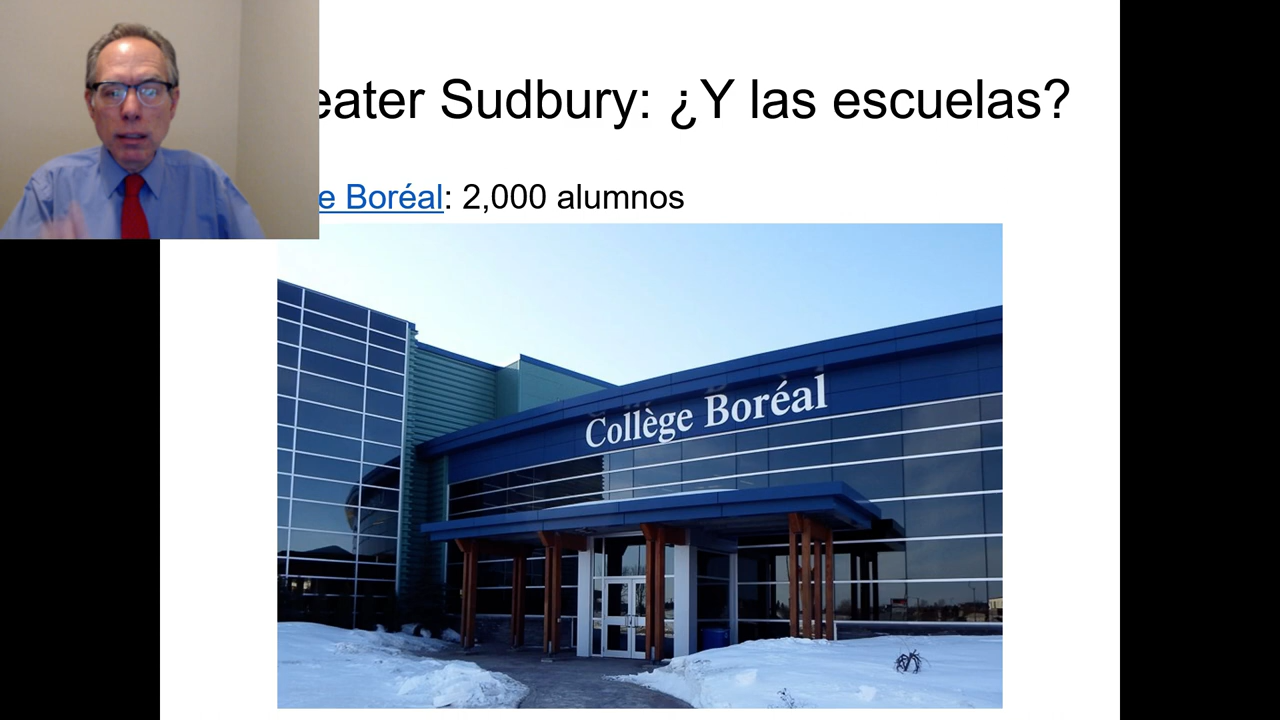 eater Sudbury: ¿Y las escuelas?
e Boréal: 2,000 alumnos
Collège Boréal